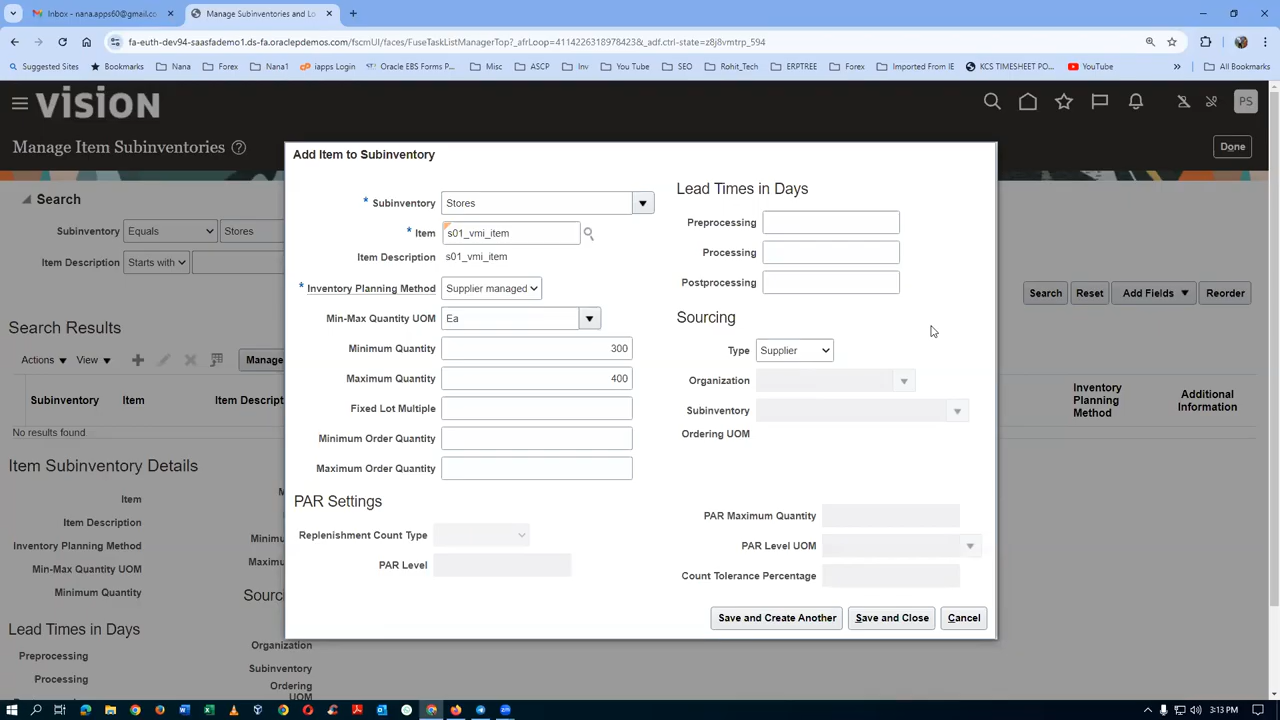 Inbox - nana.apps60@gmail.co
Manage Subinventories and Lo
fa-euth-dev94-saasfademo1.ds-fa.oraclepdemos.com/fscmUI/faces/FuseTaskListManagerTop?_afrLoop=41142263189784238&_adf.ctrl-state=z8j8vmtrp_594
Suggested Sites
Bookmarks
Nana
Forex
Nana1
iapps Login
Oracle EBS Forms P...
Misc
ASCP
Inv
You Tube
SEO
Rohit_Tech
ERPTREE
Forex
Imported From IE
KCS TIMESHEET PO...
YouTube
All Bookmarks
VISION
PS
Manage Item Subinventories
Done
Search
Subinventory Equals Stores
Item Description Starts with
Search Reset Add Fields Reorder
Search Results
Actions View Manage
Subinventory Item Item Descript
Inventory Planning Method
Additional Information
No results found
Item Subinventory Details
Item
Item Description
Inventory Planning Method
Min-Max Quantity UOM
Minimum Quantity
Lead Times in Days
Preprocessing
Processing
M
Minimu
Maximu
Sourc
Organization
Subinventory
Ordering
UOM
Add Item to Subinventory
* Subinventory Stores
* Item s01_vmi_item
Item Description s01_vmi_item
* Inventory Planning Method Supplier managed
Min-Max Quantity UOM Ea
Minimum Quantity 300
Maximum Quantity 400
Fixed Lot Multiple
Minimum Order Quantity
Maximum Order Quantity
PAR Settings
Replenishment Count Type
PAR Level
Lead Times in Days
Preprocessing
Processing
Postprocessing
Sourcing
Type Supplier
Organization
Subinventory
Ordering UOM
PAR Maximum Quantity
PAR Level UOM
Count Tolerance Percentage
Save and Create Another Save and Close Cancel
3:13 PM